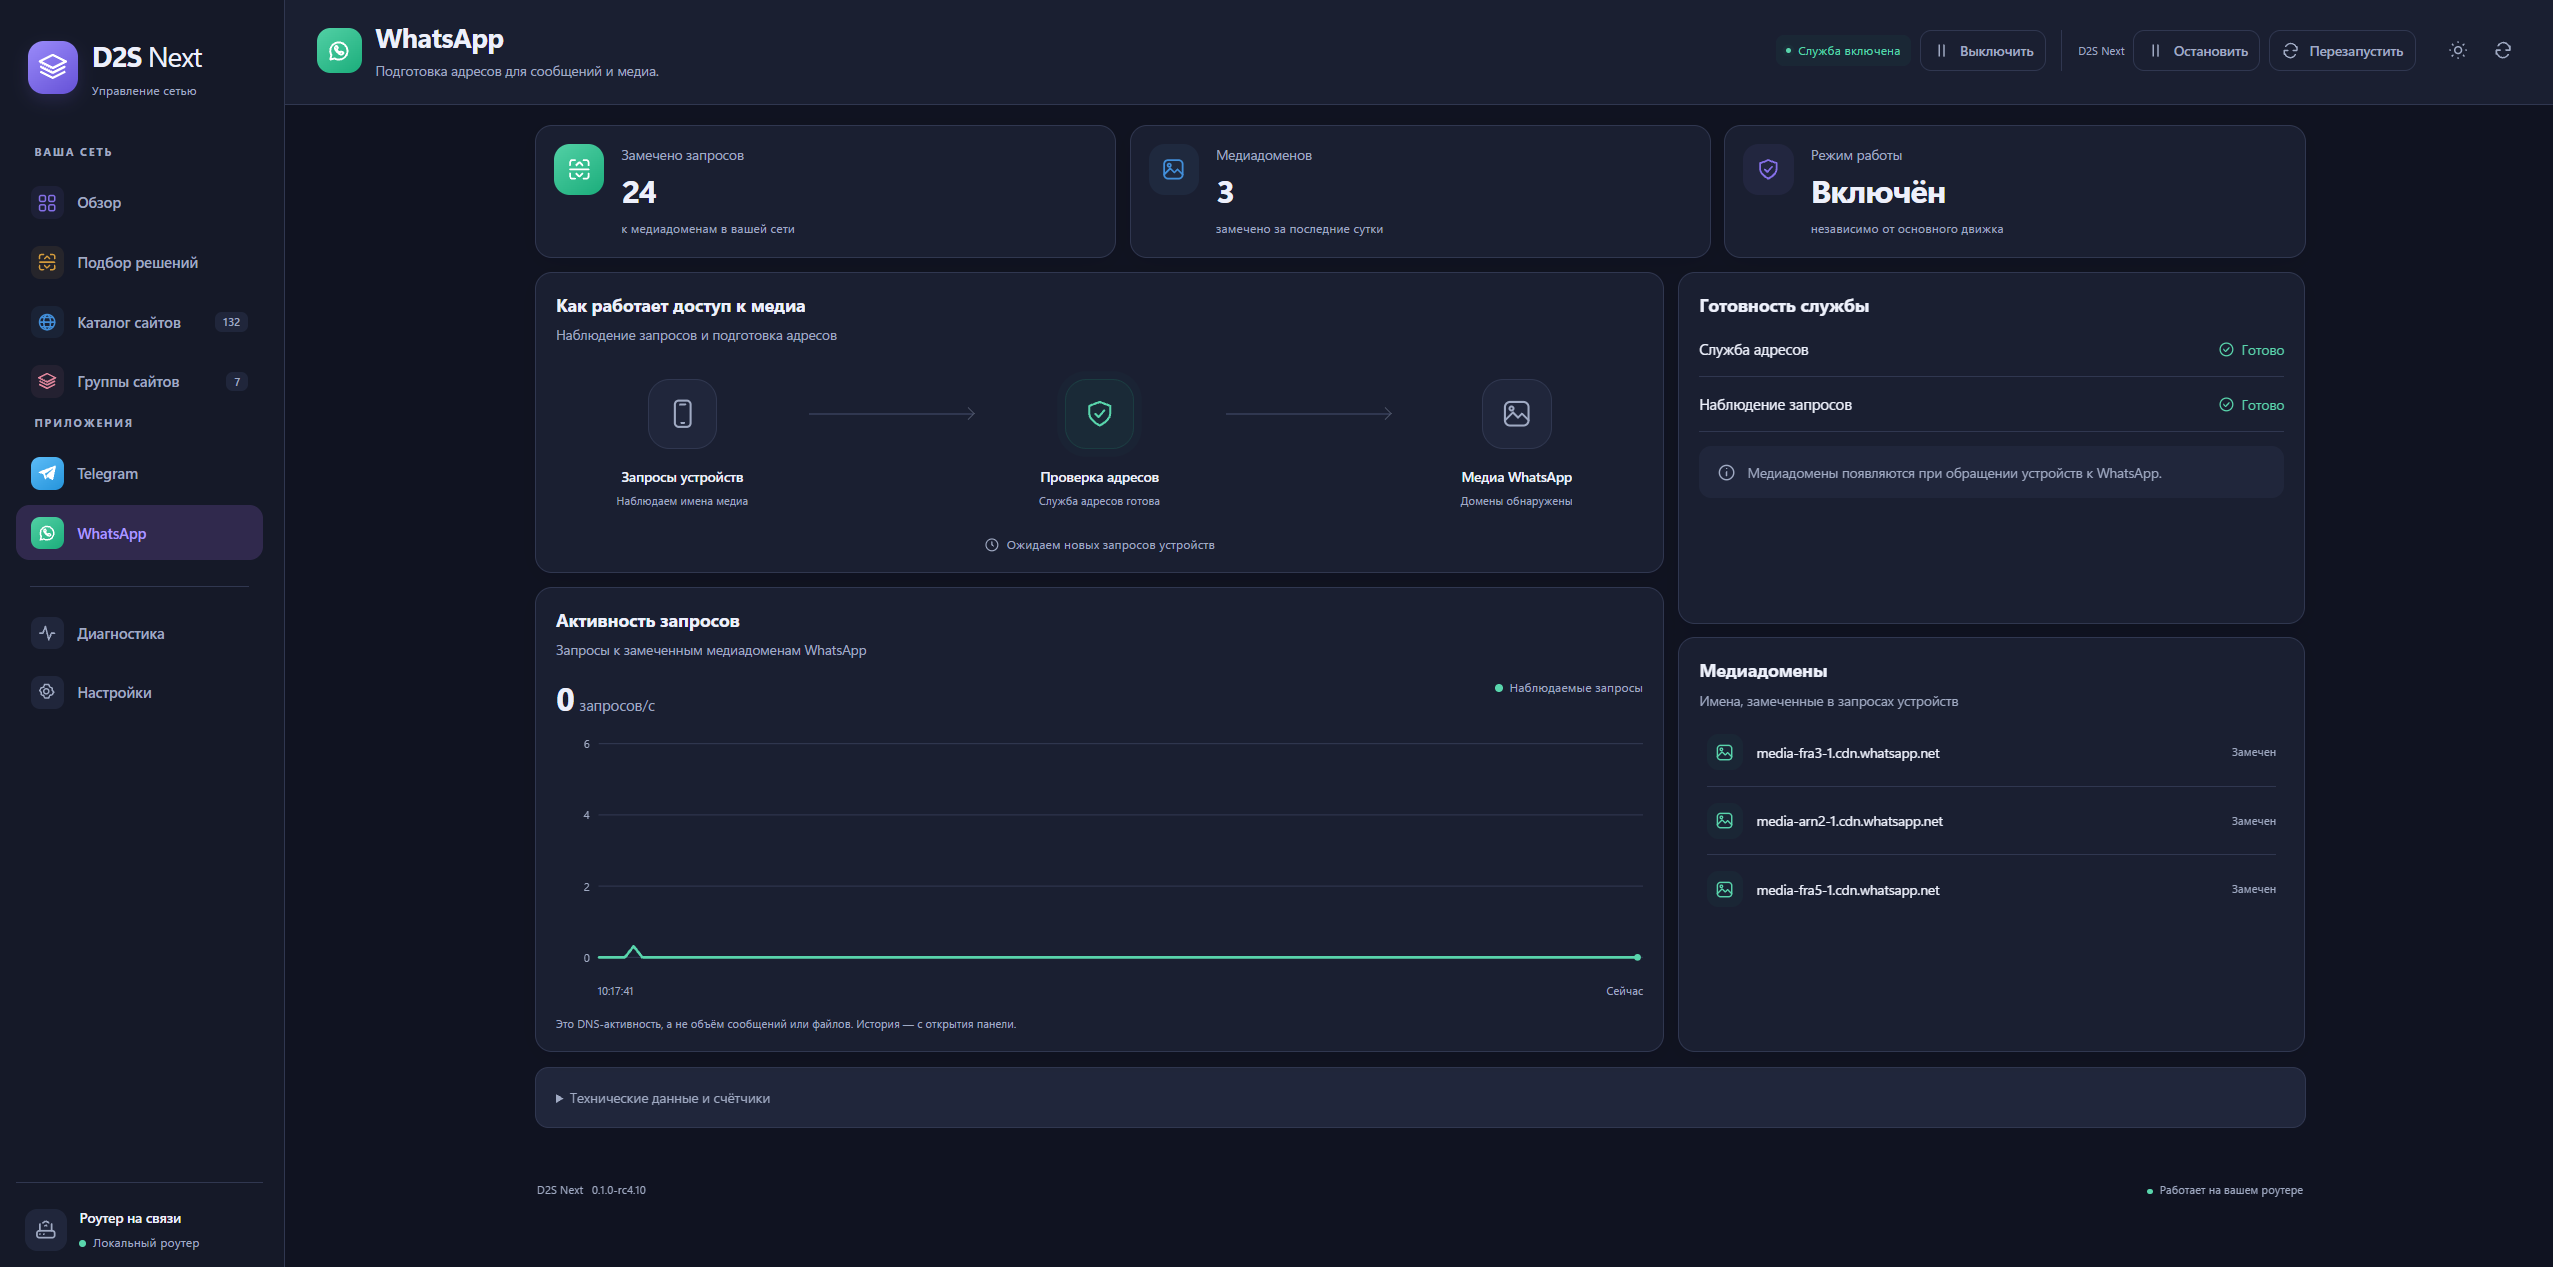 D2S Next
Управление сетью
ВАША СЕТЬ
Обзор
Подбор решений
Каталог сайтов 132
Группы сайтов 7
ПРИЛОЖЕНИЯ
Telegram
WhatsApp
Диагностика
Настройки
Роутер на связи
Локальный роутер
WhatsApp
Подготовка адресов для сообщений и медиа.
Служба включена
Выключить
D2S Next
Остановить
Перезапустить
Замечено запросов
24
к медиадоменам в вашей сети
Медиадоменов
3
замечено за последние сутки
Режим работы
Включён
независимо от основного движка
Как работает доступ к медиа
Наблюдение запросов и подготовка адресов
Запросы устройств
Наблюдаем имена медиа
Проверка адресов
Служба адресов готова
Медиа WhatsApp
Домены обнаружены
Ожидаем новых запросов устройств
Готовность службы
Служба адресов Готово
Наблюдение запросов Готово
Медиадомены появляются при обращении устройств к WhatsApp.
Активность запросов
Запросы к замеченным медиадоменам WhatsApp
0 запросов/с
Наблюдаемые запросы
6
4
2
0
10:17:41 Сейчас
Это DNS-активность, а не объём сообщений или файлов. История — с открытия панели.
Медиадомены
Имена, замеченные в запросах устройств
media-fra3-1.cdn.whatsapp.net Замечен
media-arn2-1.cdn.whatsapp.net Замечен
media-fra5-1.cdn.whatsapp.net Замечен
Технические данные и счётчики
D2S Next 0.1.0-rc4.10
Работает на вашем роутере